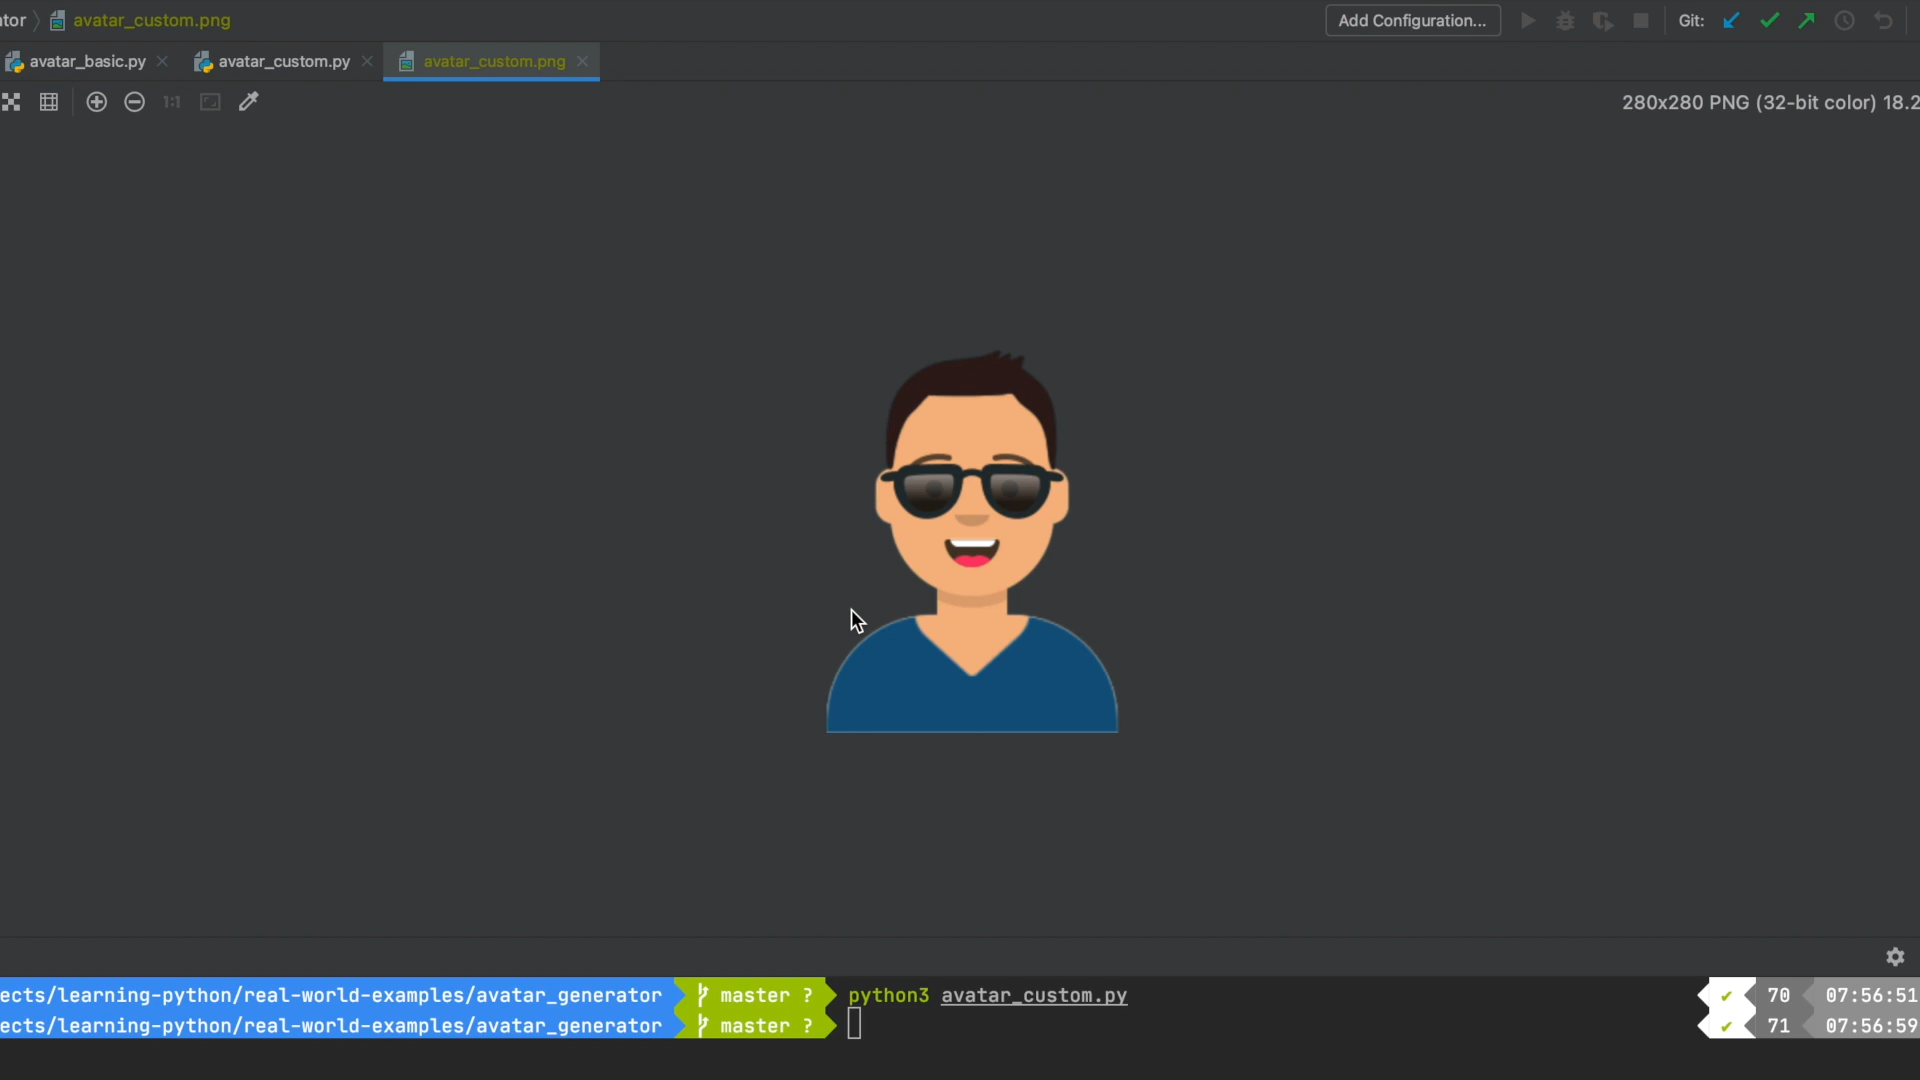 tor avatar_custom.png Add Configuration... Git:
avatar_basic.py avatar_custom.py avatar_custom.png
1:1 280x280 PNG (32-bit color) 18.2
ects/learning-python/real-world-examples/avatar_generator master ? python3 avatar_custom.py ✔ 70 07:56:51
ects/learning-python/real-world-examples/avatar_generator master ? ✔ 71 07:56:59